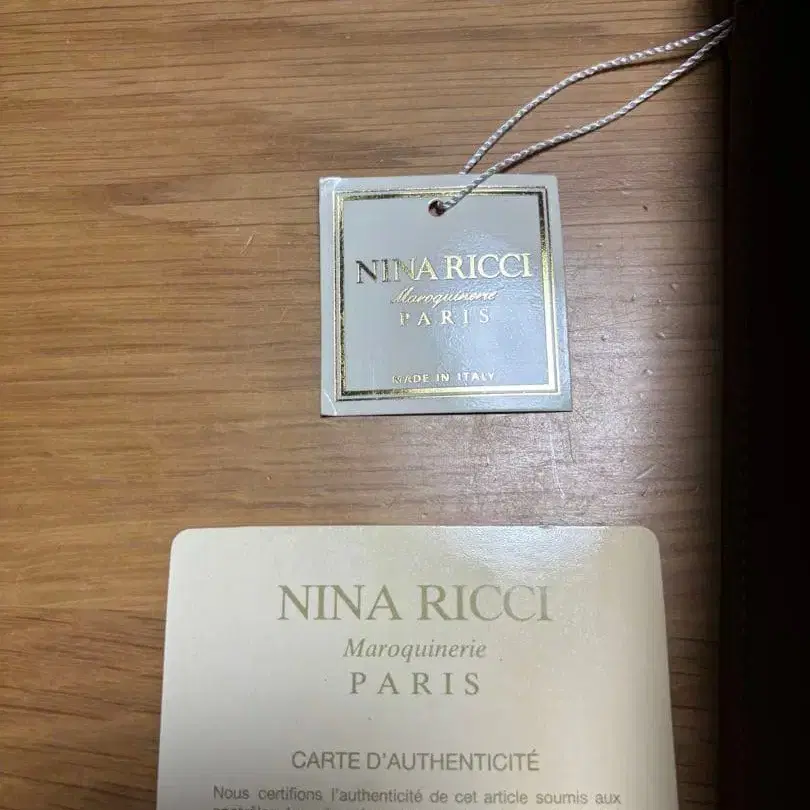 NINA RICCI
Maroquinerie
PARIS
MADE IN ITALY
NINA RICCI
Maroquinerie
PARIS
CARTE D'AUTHENTICITÉ
Nous certifions l'authenticité de cet article soumis aux